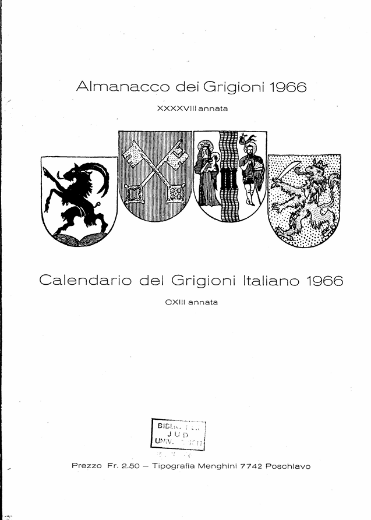 Almanacco dei Grigioni 1966
XXXXVIII annata
Calendario del Grigioni Italiano 1966
CXIII annata
JUD
Prezzo Fr. 2.50 — Tipografia Menghini 7742 Poschiavo